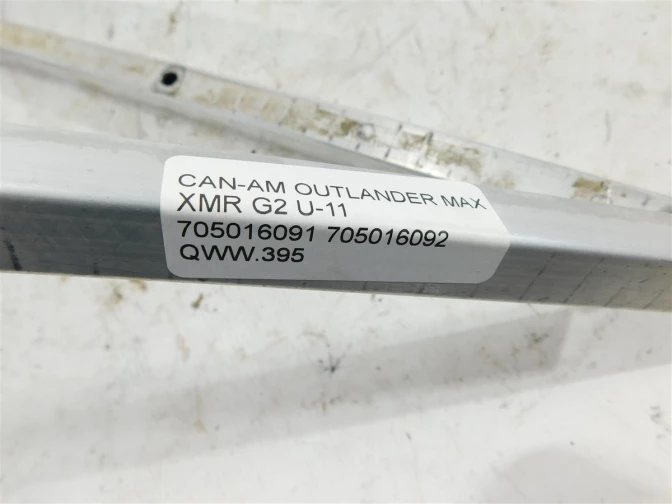 CAN-AM OUTLANDER MAX
XMR G2 U-11
705016091 705016092
QWW.395